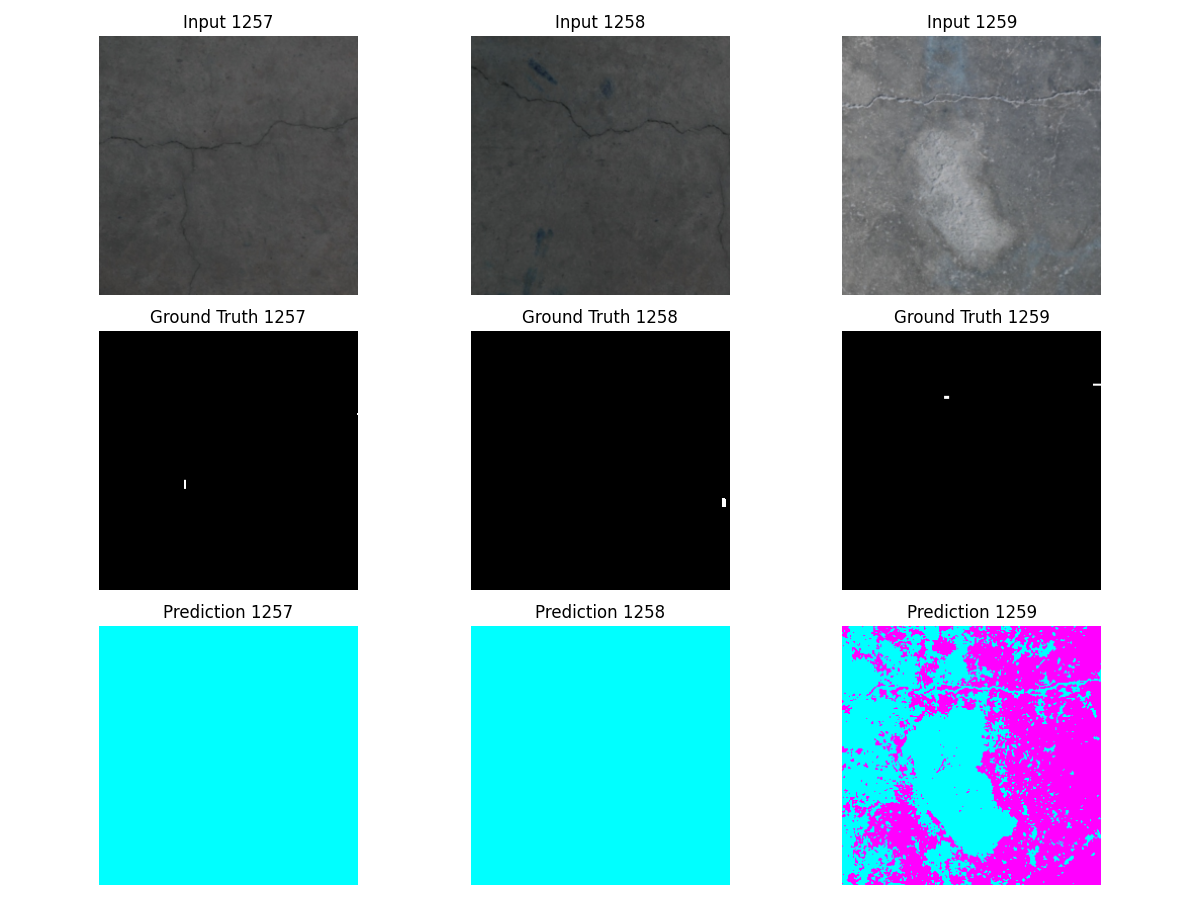 Input 1257
Input 1258
Input 1259
Ground Truth 1257
Ground Truth 1258
Ground Truth 1259
Prediction 1257
Prediction 1258
Prediction 1259